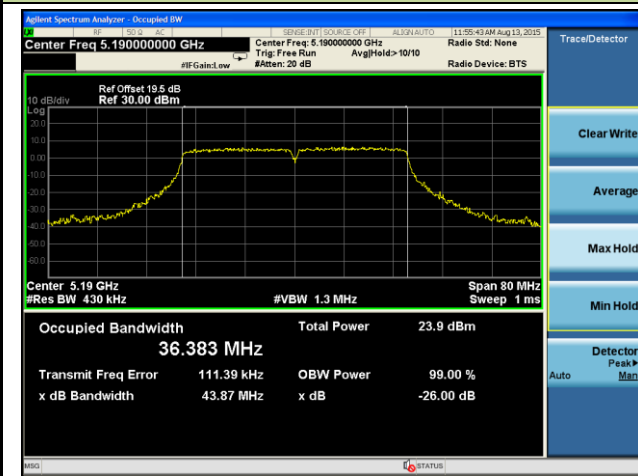 Agilent Spectrum Analyzer - Occupied BW
RF 50 Ω AC SENSE:INT SOURCE OFF ALIGN AUTO 11:55:43 AM Aug 13, 2015
Center Freq 5.190000000 GHz
Center Freq: 5.190000000 GHz
Radio Std: None
Trig: Free Run Avg|Hold:>10/10
#IFGain:Low #Atten: 20 dB Radio Device: BTS
Trace/Detector
Ref Offset 19.5 dB
10 dB/div Ref 30.00 dBm
Log
20.0
10.0
0.00
-10.0
-20.0
-30.0
-40.0
-50.0
-60.0
Center 5.19 GHz Span 80 MHz
#Res BW 430 kHz #VBW 1.3 MHz Sweep 1 ms
Occupied Bandwidth Total Power 23.9 dBm
36.383 MHz
Transmit Freq Error 111.39 kHz OBW Power 99.00 %
x dB Bandwidth 43.87 MHz x dB -26.00 dB
Clear Write
Average
Max Hold
Min Hold
Detector
Peak▶
Auto Man
MSG STATUS